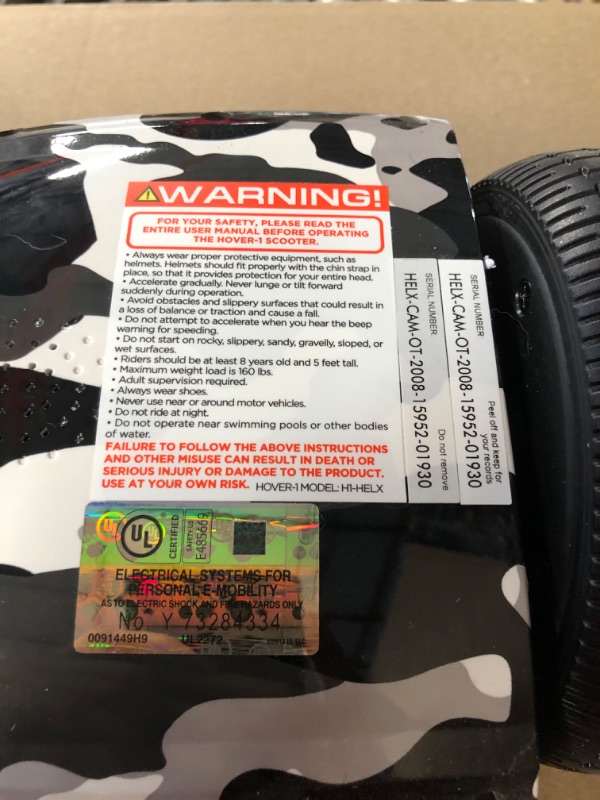 WARNING!
FOR YOUR SAFETY, PLEASE READ THE
ENTIRE USER MANUAL BEFORE OPERATING
THE HOVER-1 SCOOTER.
• Always wear proper protective equipment, such as
helmets. Helmets should fit properly with the chin strap in
place, so that it provides protection for your entire head.
• Accelerate gradually. Never lunge or tilt forward
suddenly during operation.
• Avoid obstacles and slippery surfaces that could result in
a loss of balance or traction and cause a fall.
• Do not attempt to accelerate when you hear the beep
warning for speeding.
• Do not start on rocky, slippery, sandy, gravelly, sloped, or
wet surfaces.
• Riders should be at least 8 years old and 5 feet tall.
• Maximum weight load is 160 lbs.
• Adult supervision required.
• Always wear shoes.
• Never use near or around motor vehicles.
• Do not ride at night.
• Do not operate near swimming pools or other bodies
of water.
FAILURE TO FOLLOW THE ABOVE INSTRUCTIONS
AND OTHER MISUSE CAN RESULT IN DEATH OR
SERIOUS INJURY OR DAMAGE TO THE PRODUCT.
USE AT YOUR OWN RISK. HOVER-1 MODEL: H1-HELX
SERIAL NUMBER
Do not remove
HELX-CAM-OT-2008-15952-01930
SERIAL NUMBER
Peel off and keep for
your records
HELX-CAM-OT-2008-15952-01930
UL
CERTIFIED
SAFETY US
E485669
ELECTRICAL SYSTEMS FOR
PERSONAL E-MOBILITY
AS TO ELECTRIC SHOCK AND FIRE HAZARDS ONLY
No. Y 73284334
0091449H9 UL2272